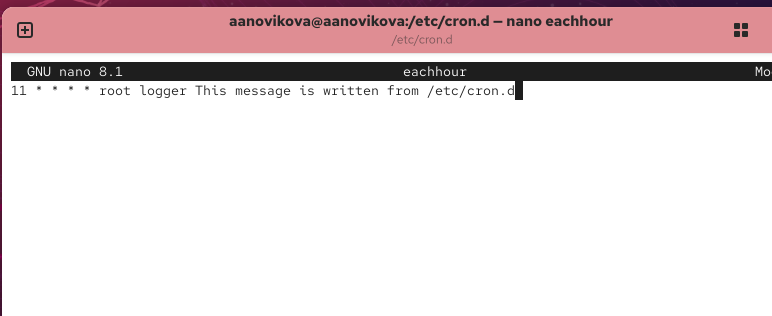 aanovikova@aanovikova:/etc/cron.d — nano eachhour
/etc/cron.d
GNU nano 8.1 eachhour Mo
11 * * * * root logger This message is written from /etc/cron.d